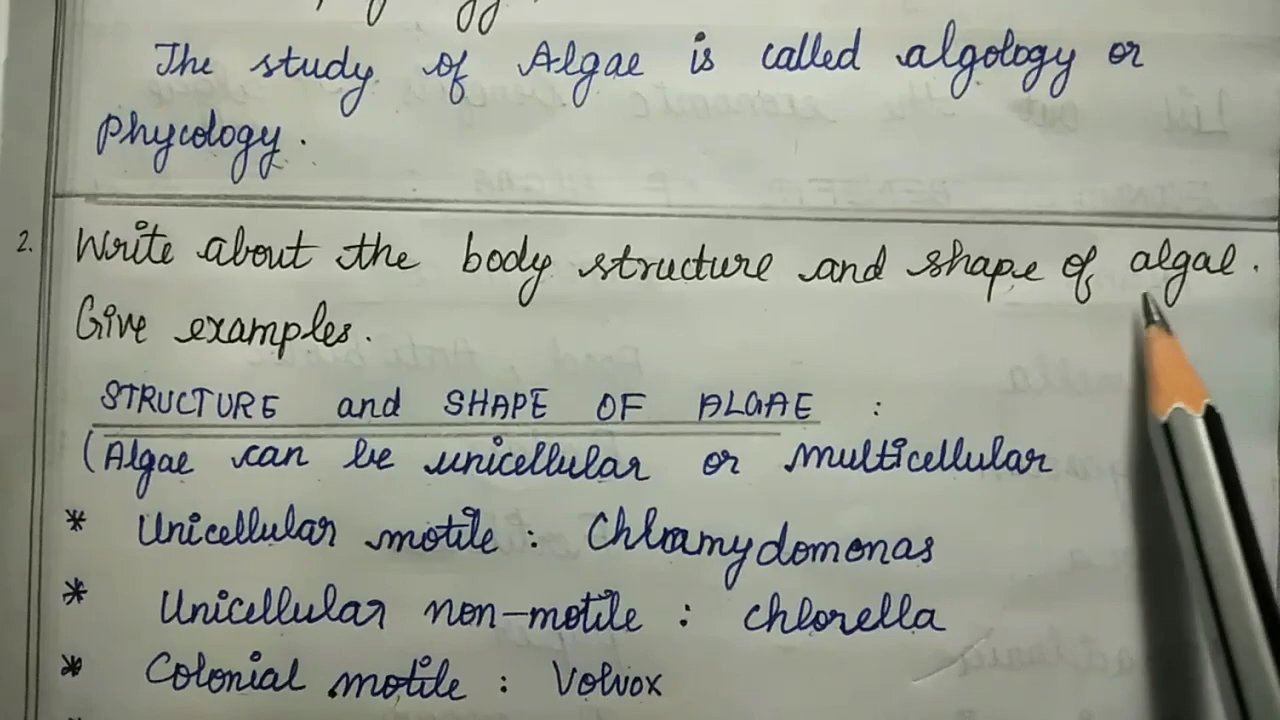 The study of Algae is called algology or
phycology.
2. Write about the body structure and shape of algal.
Give examples.
STRUCTURE and SHAPE OF ALGAE :
(Algae can be unicellular or multicellular
* Unicellular motile : Chlamydomonas
* Unicellular non-motile : chlorella
* Colonial motile : Volvox